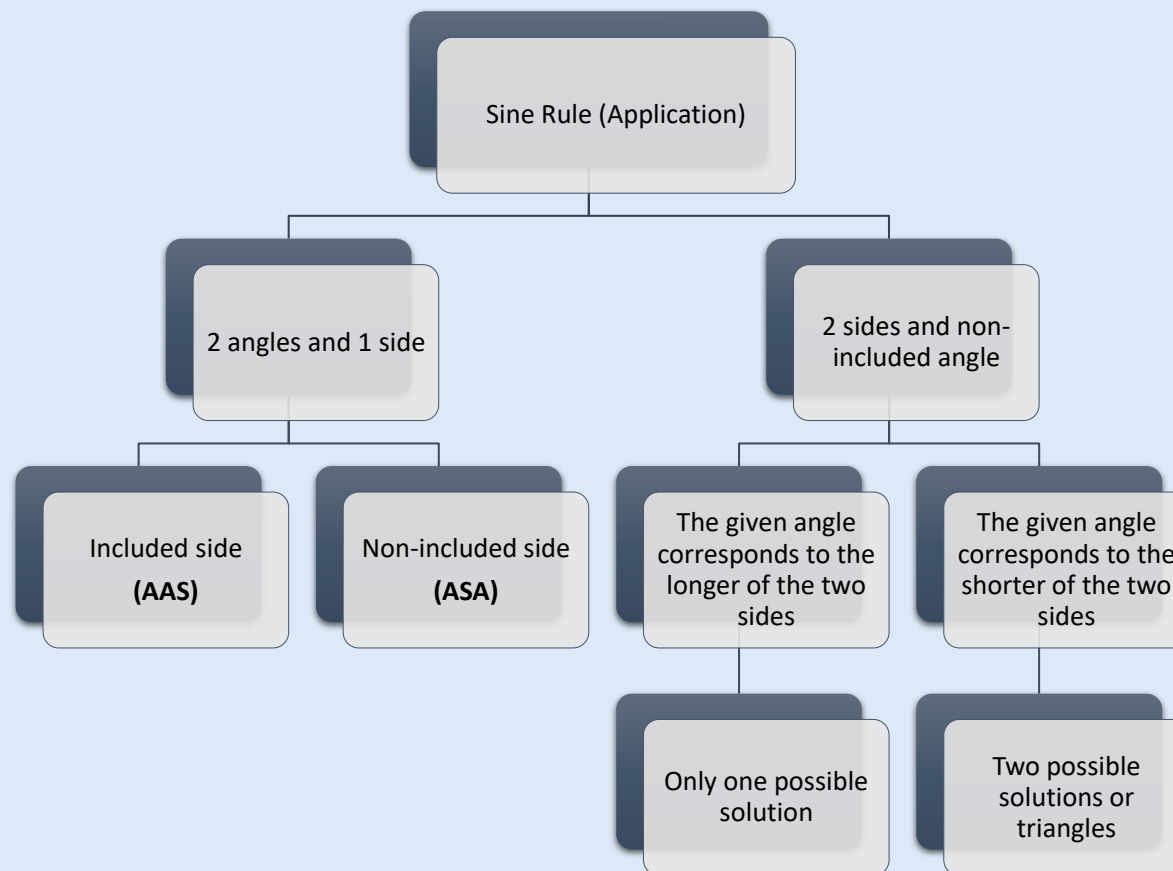 Sine Rule (Application)
2 angles and 1 side
2 sides and non-
included angle
Included side
(AAS)
Non-included side
(ASA)
The given angle
corresponds to the
longer of the two
sides
The given angle
corresponds to the
shorter of the two
sides
Only one possible
solution
Two possible
solutions or
triangles